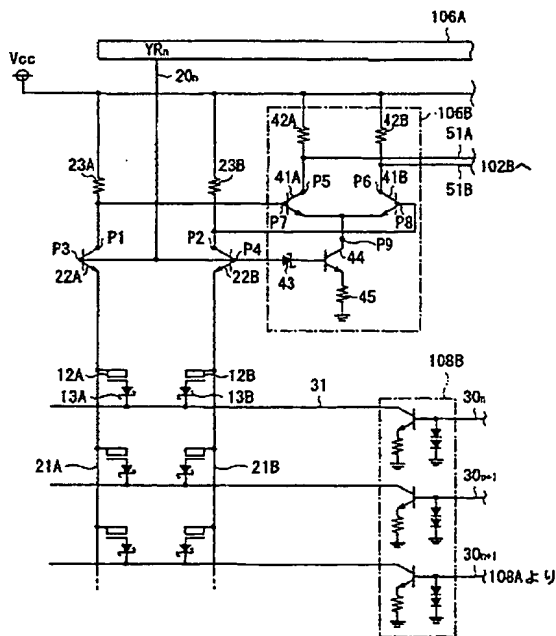 106A
YRn
Vcc
20n
42A
42B
106B
51A
23A
23B
41A
P5
P6
41B
102Bへ
51B
P7
P8
P1
P2
P3
P4
P9
44
22A
22B
43
45
12A
12B
108B
13A
13B
31
30n
21A
21B
30n+1
30n+1
108Aより